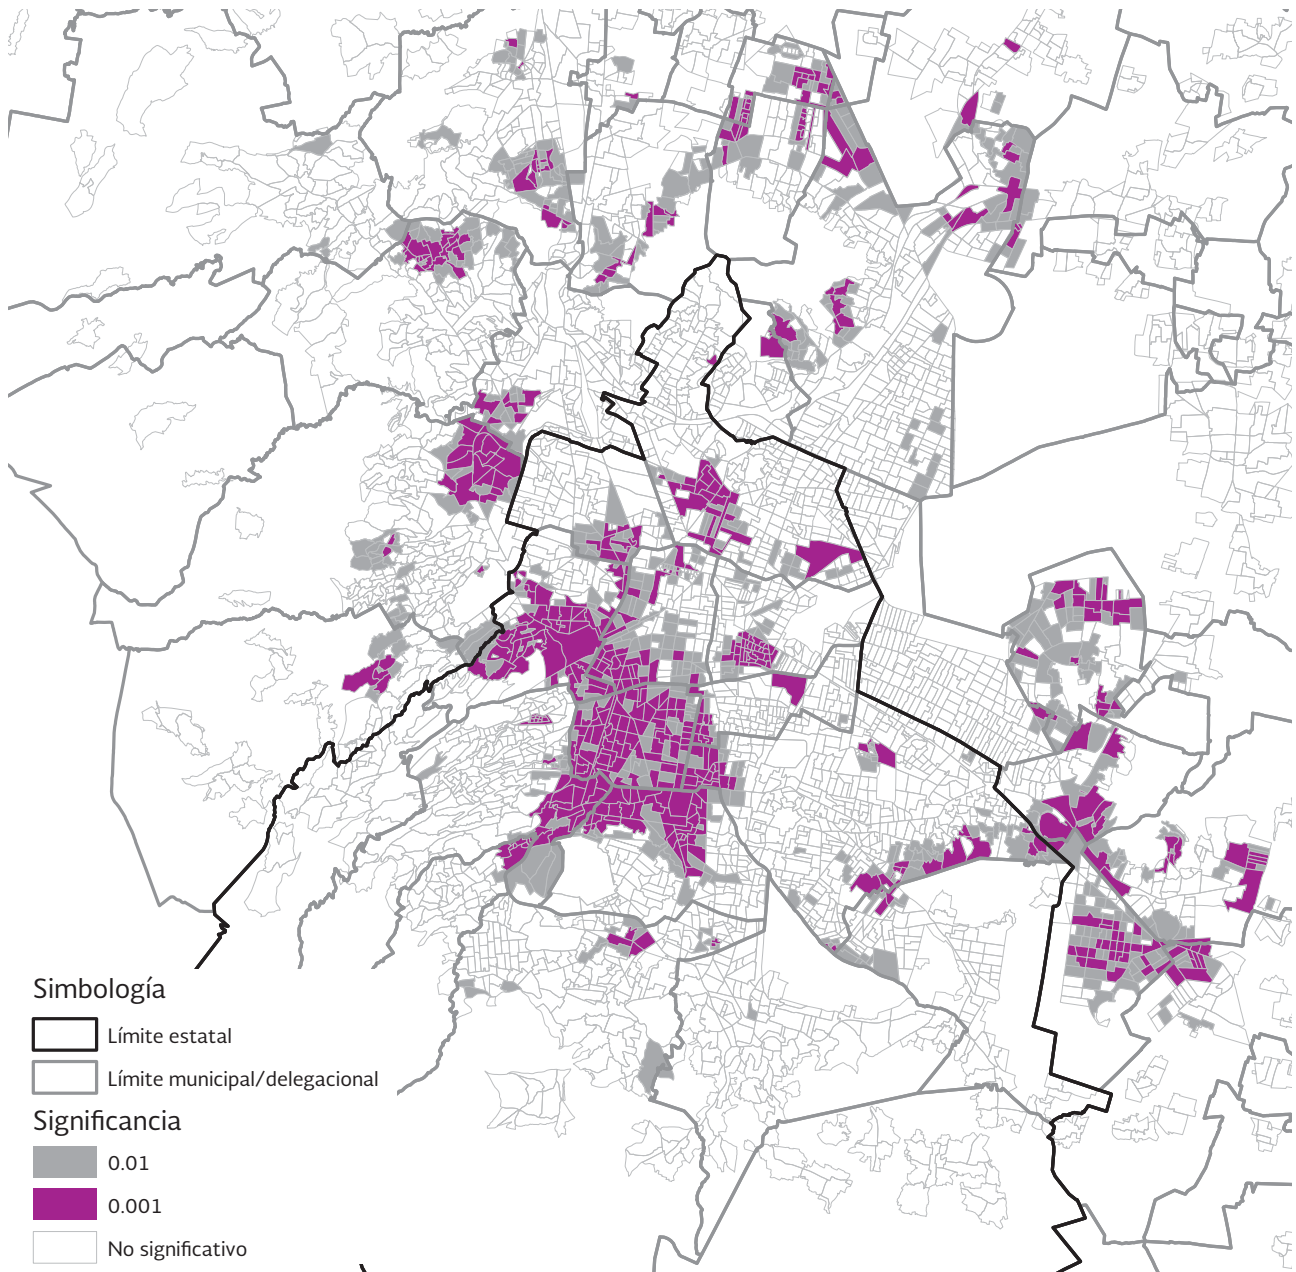 Simbología
Límite estatal
Límite municipal/delegacional
Significancia
0.01
0.001
No significativo